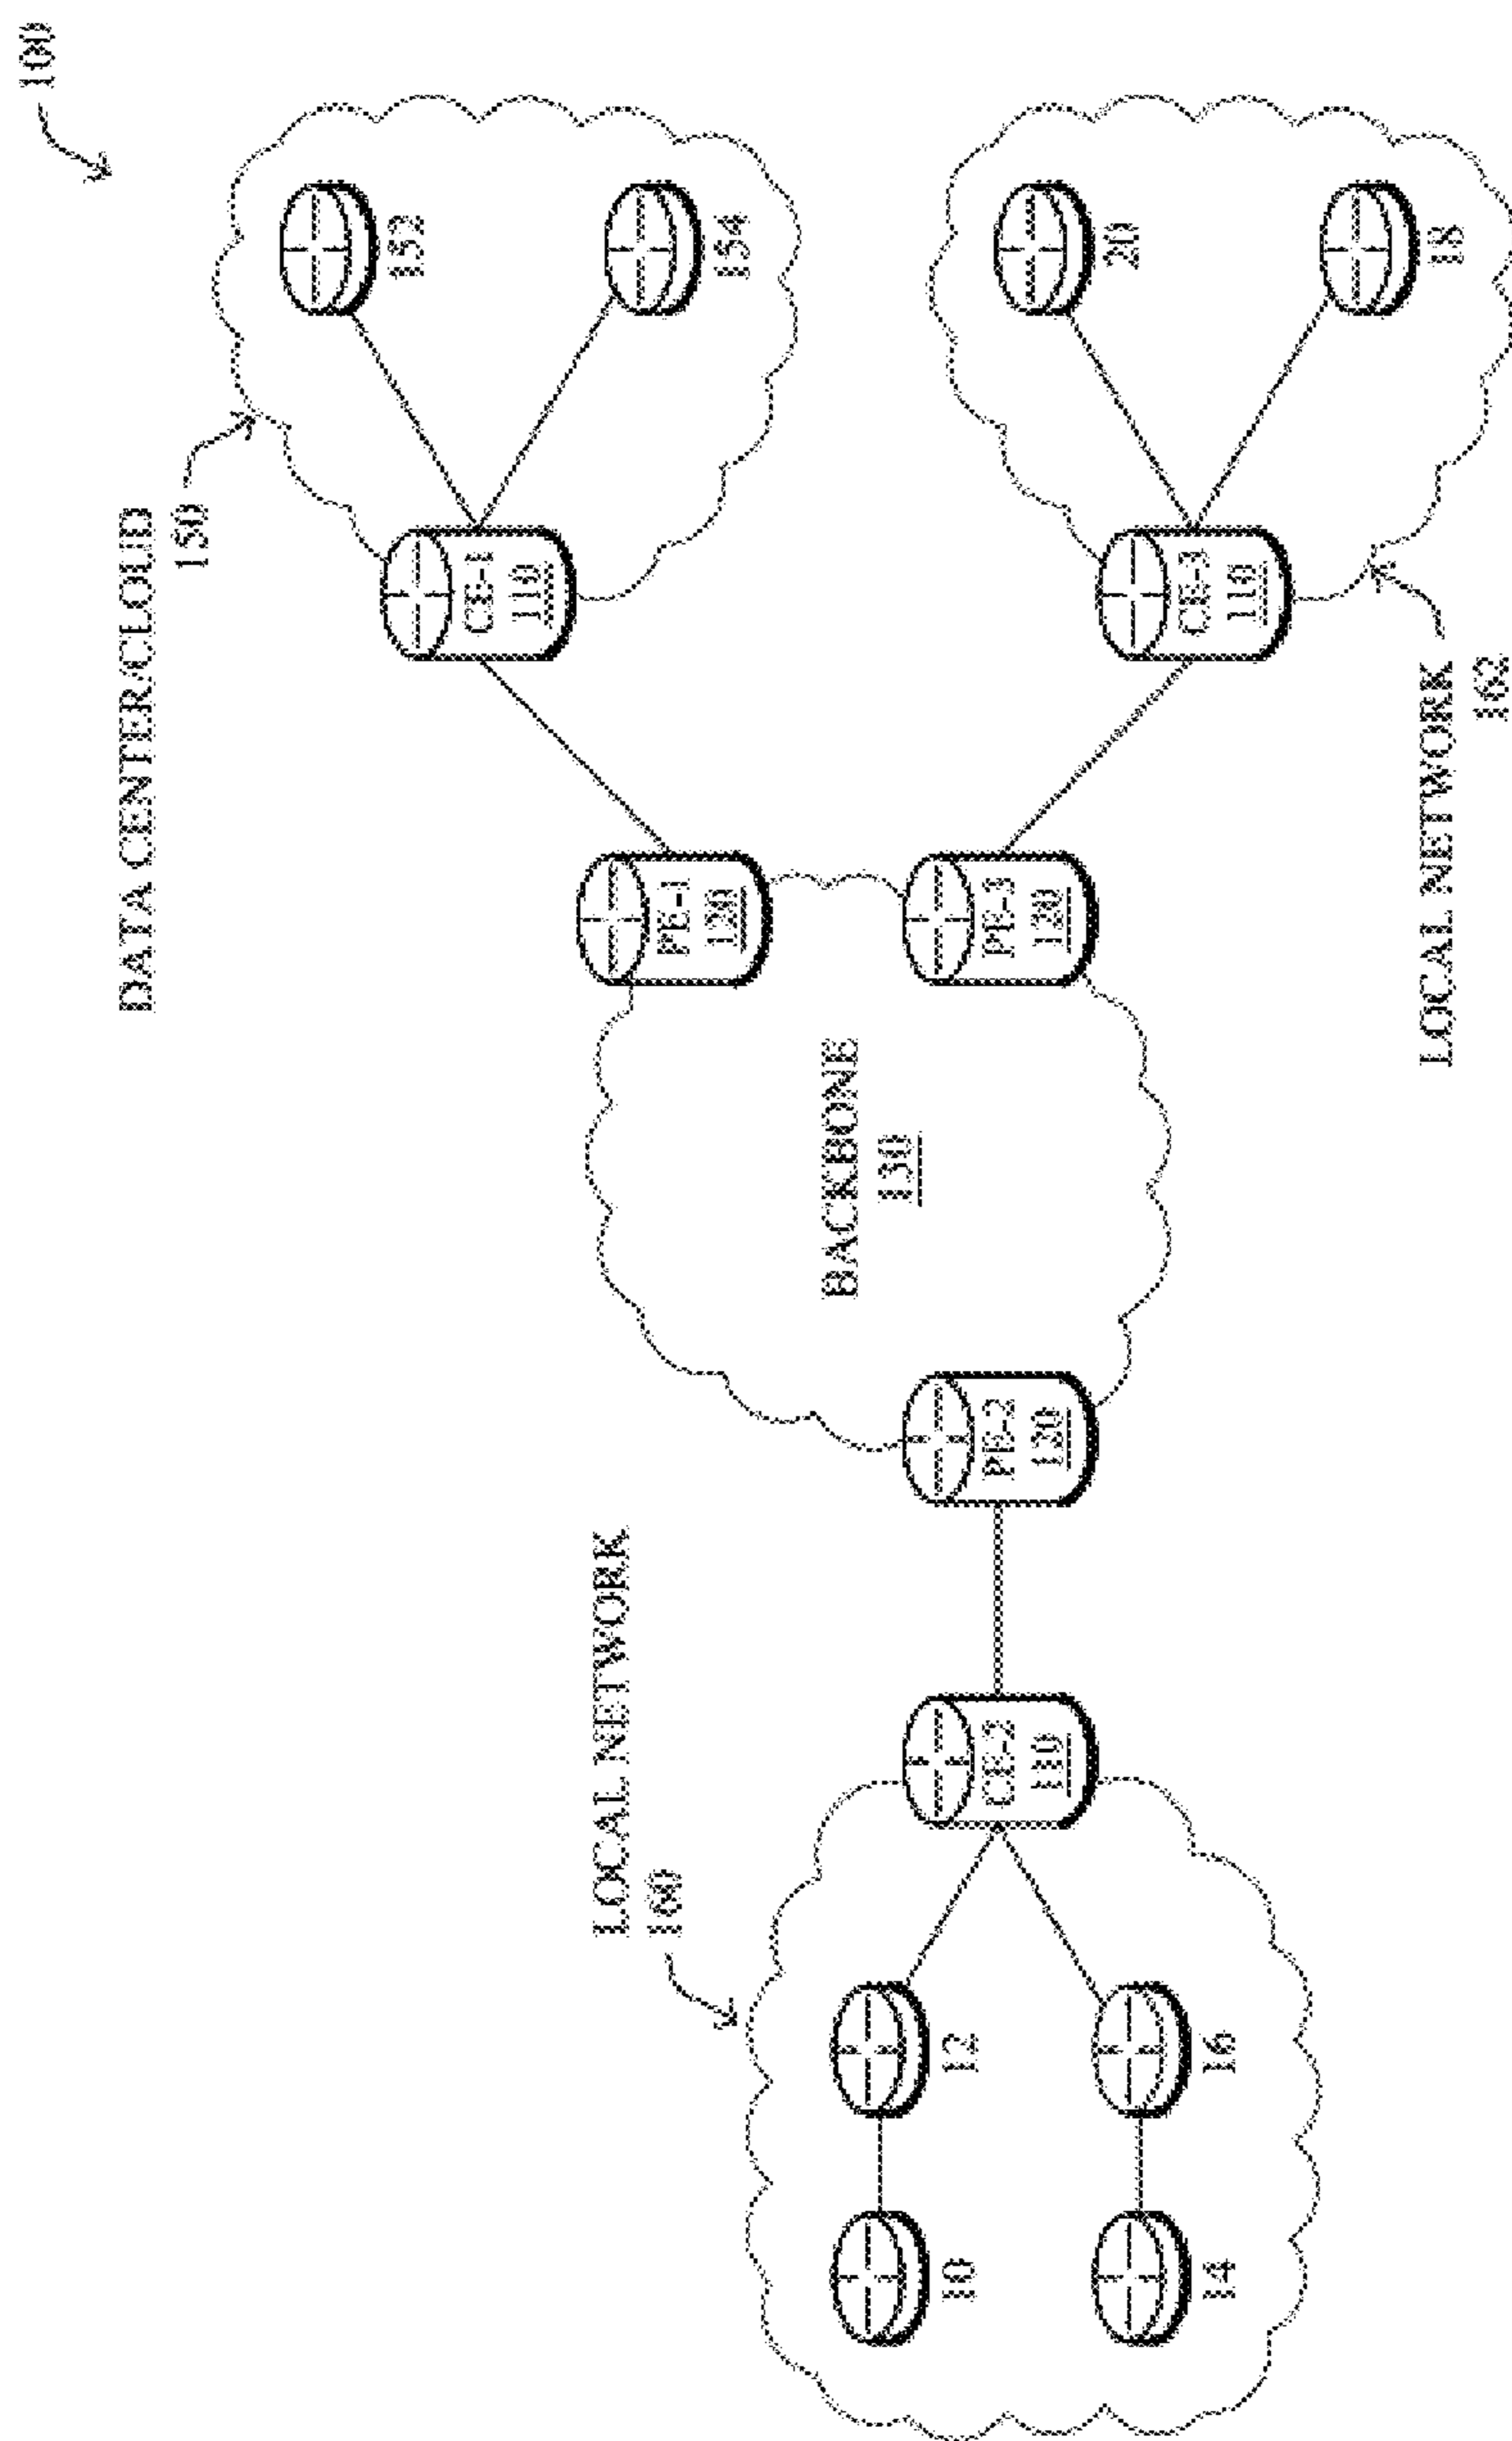 100
DATA CENTER/CLOUD
150
152
154
CE-1
110
PE-1
120
BACKBONE
130
PE-2
120
PE-3
120
CE-3
110
20
18
LOCAL NETWORK
162
LOCAL NETWORK
160
CE-2
110
10
12
14
16